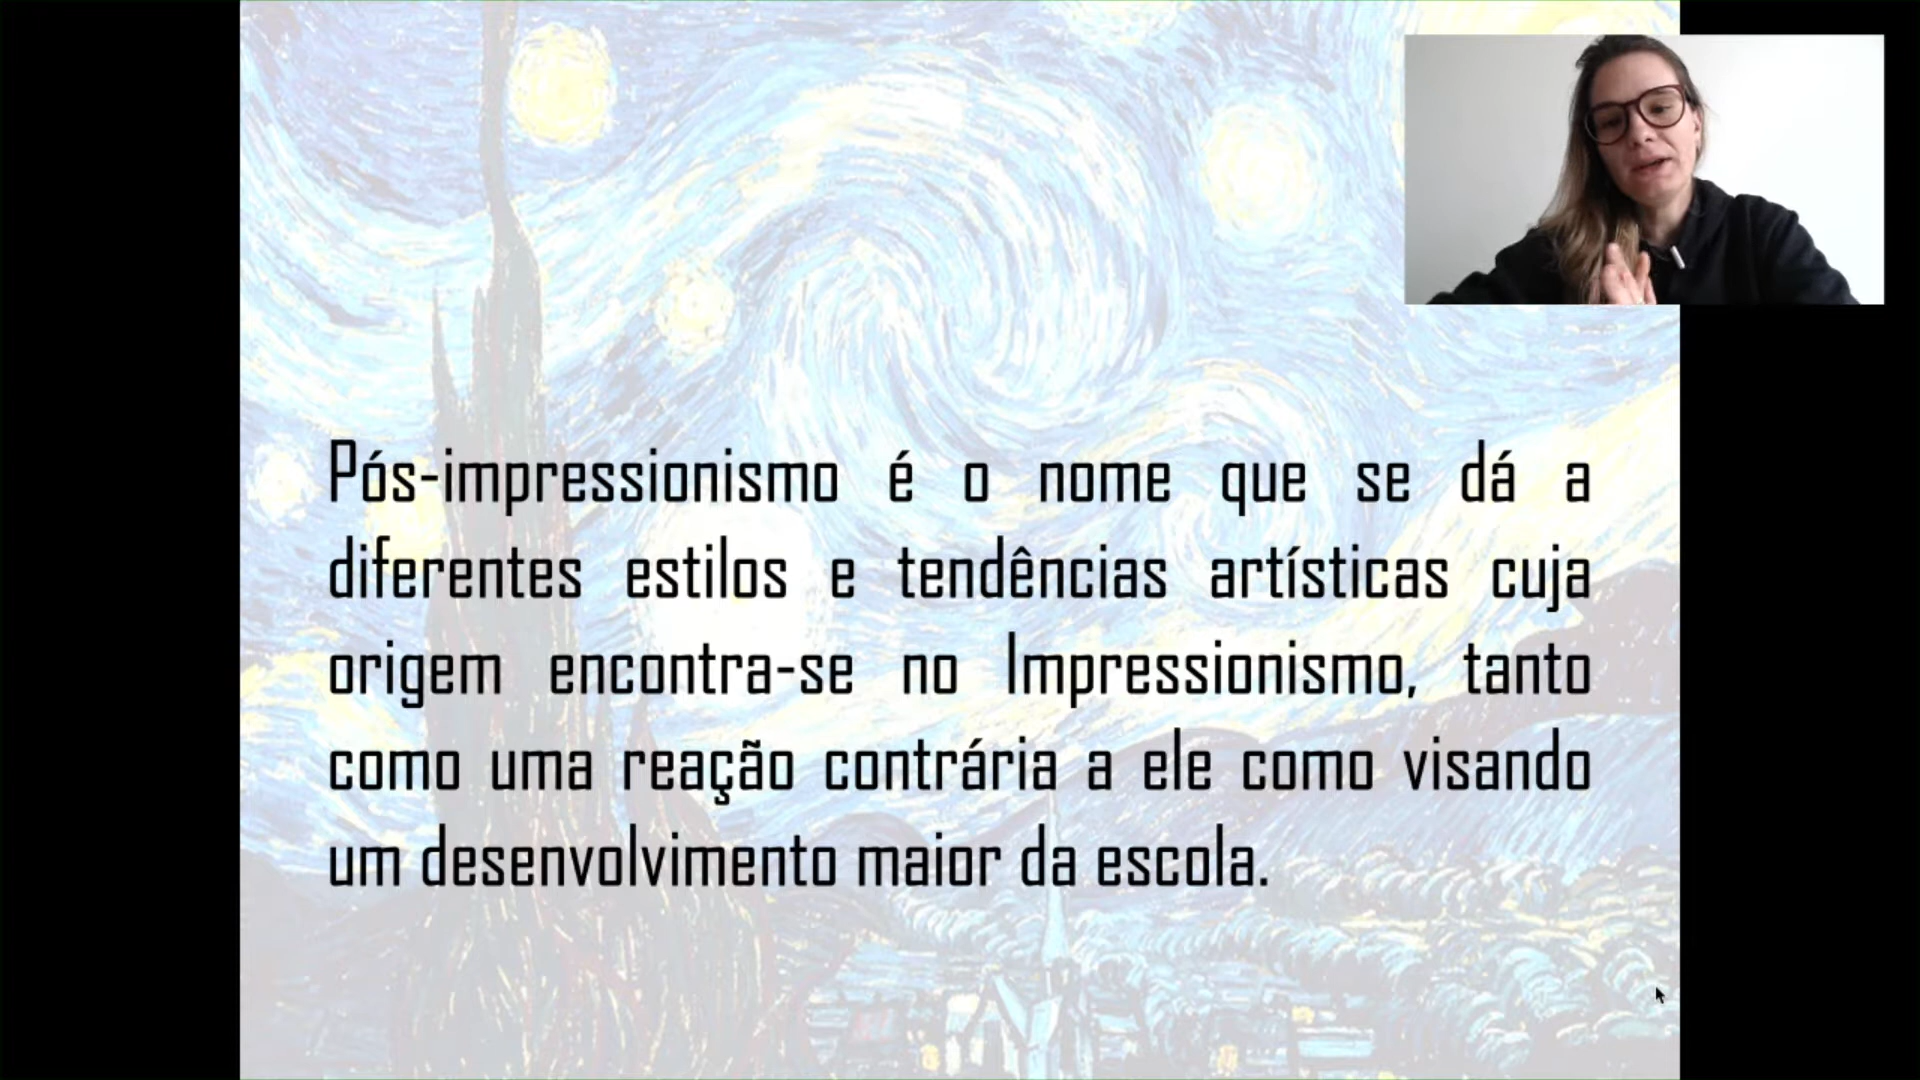 Pós-impressionismo é o nome que se dá a
diferentes estilos e tendências artísticas cuja
origem encontra-se no Impressionismo, tanto
como uma reação contrária a ele como visando
um desenvolvimento maior da escola.